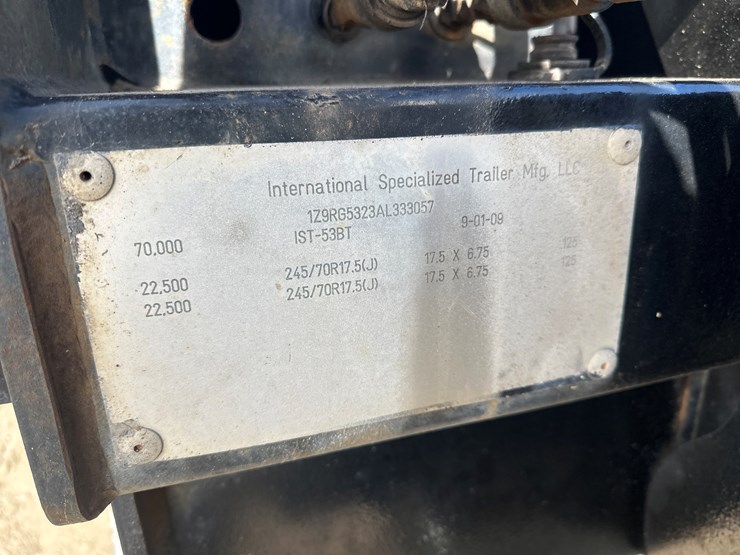 International Specialized Trailer Mfg. LLC
1Z9RG5323AL333057
70,000 IST-53BT 9-01-09
22,500 245/70R17.5(J) 17.5 X 6.75 125
22,500 245/70R17.5(J) 17.5 X 6.75 125